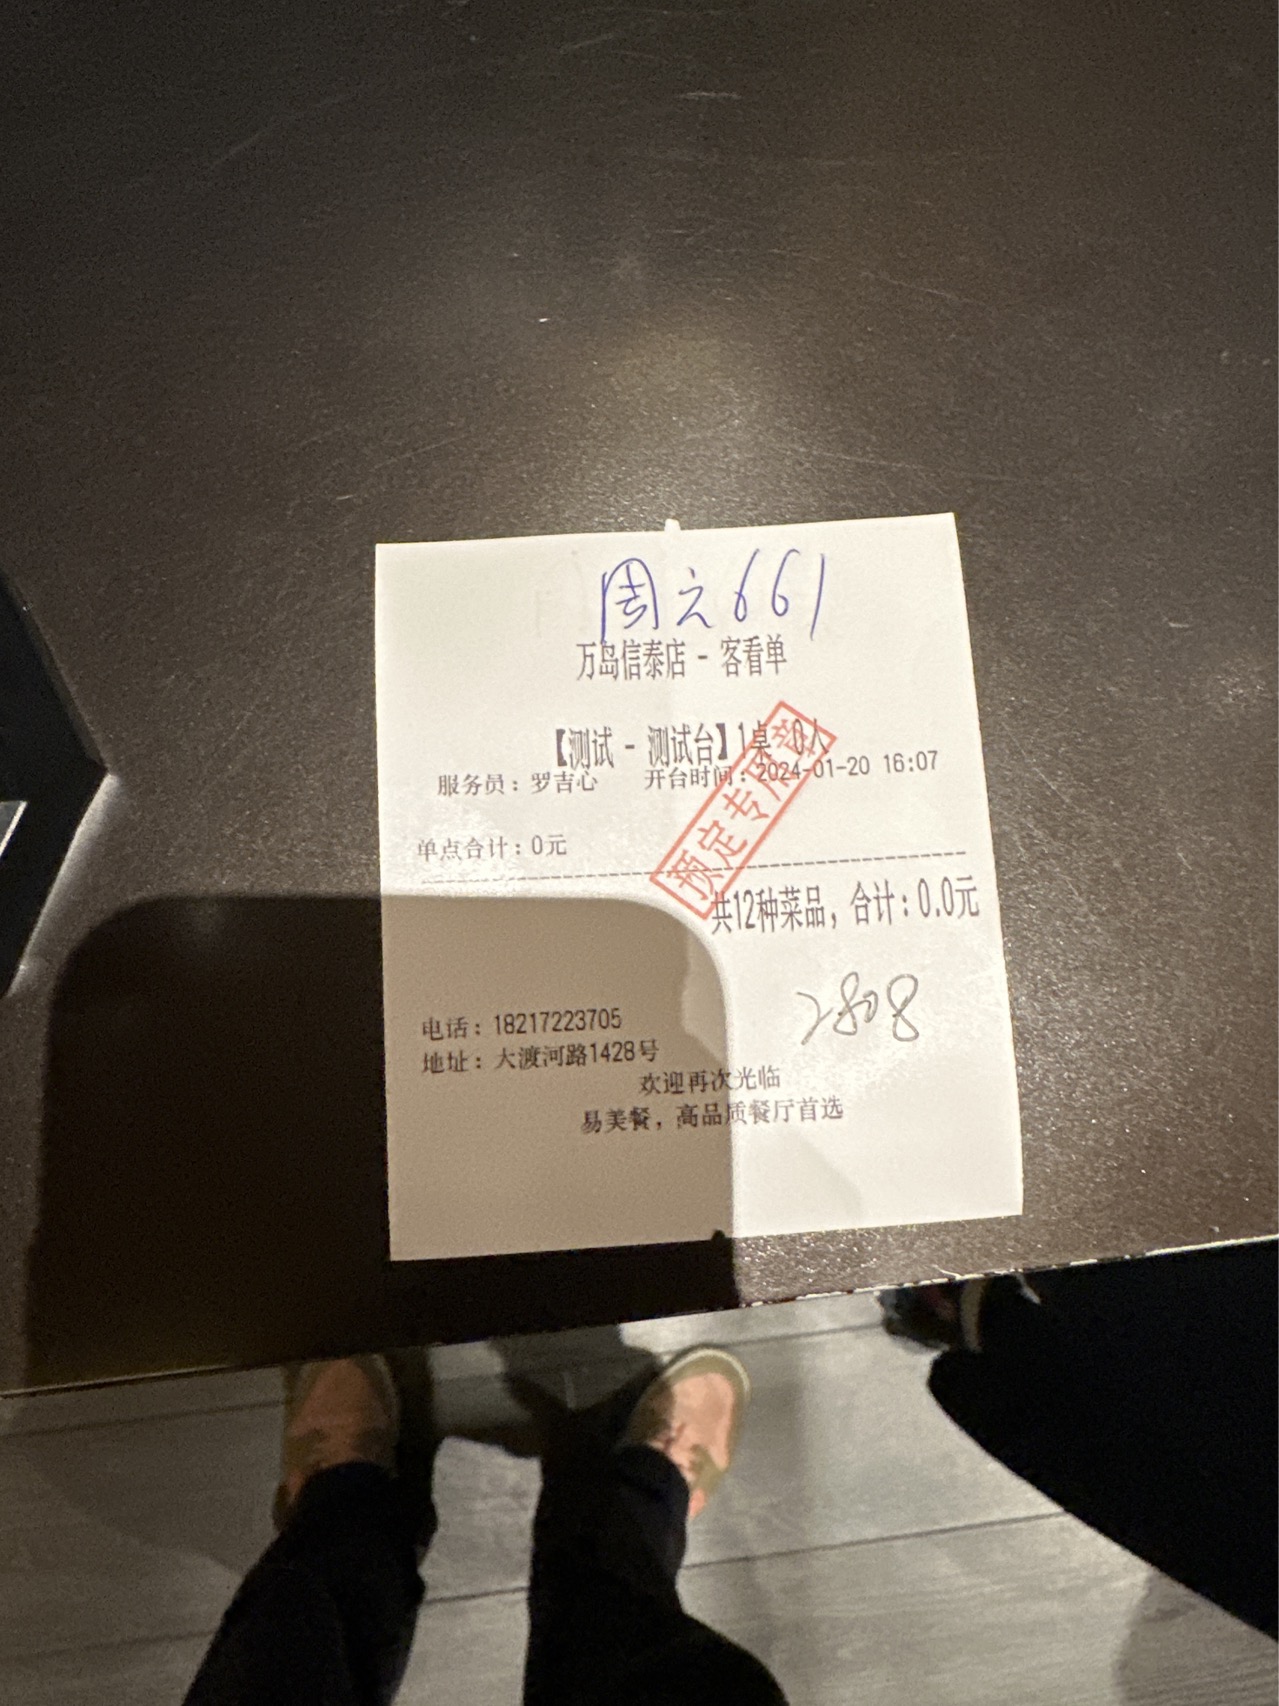 周六661
万岛信泰店 - 客看单
【测试 - 测试台】1桌 0人
服务员：罗吉心 开台时间：2024-01-20 16:07
单点合计：0元
预定专用章
共12种菜品，合计：0.0元
2808
电话：18217223705
地址：大渡河路1428号
欢迎再次光临
易美餐，高品质餐厅首选